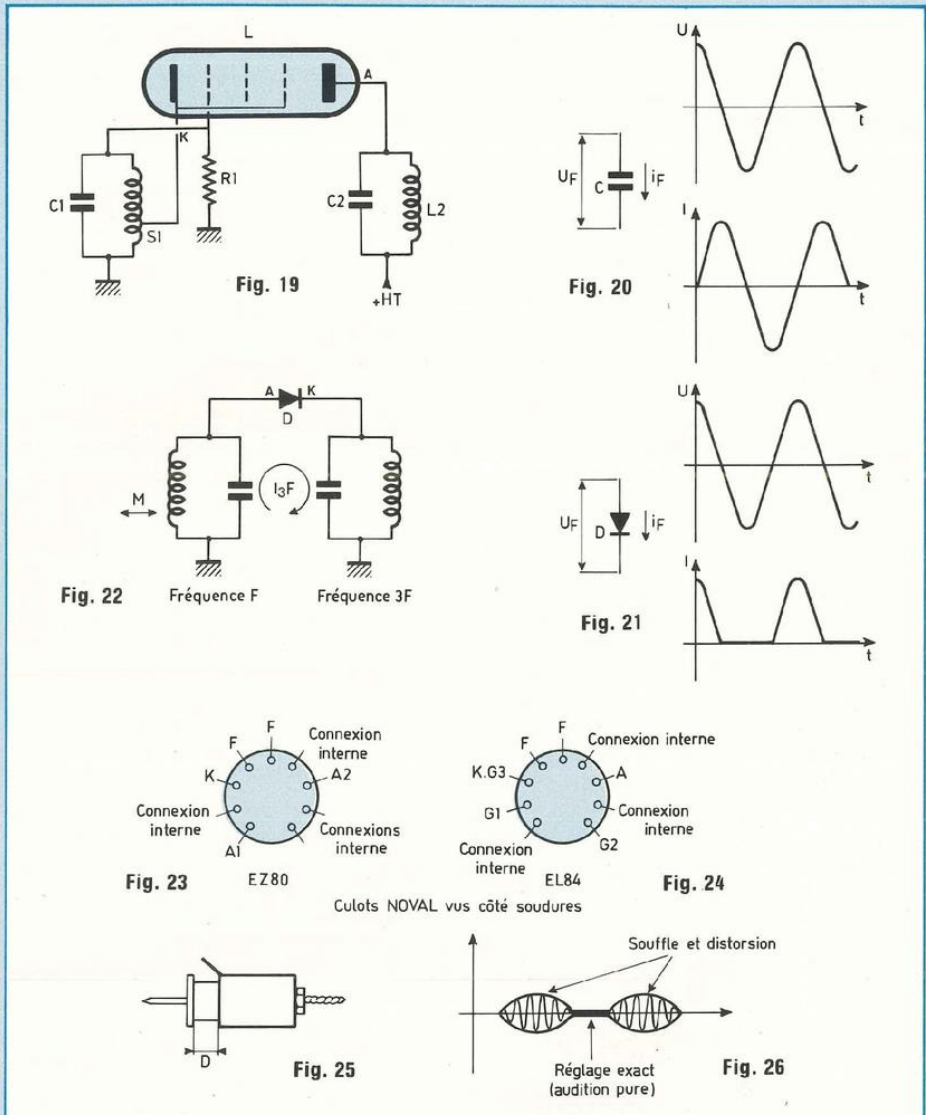 L
A
K
C1
S1
R1
C2
L2
+HT
Fig. 19
U
t
UF
C
iF
I
t
Fig. 20
A
K
D
M
I3F
Fig. 22
Fréquence F
Fréquence 3F
U
t
UF
D
iF
I
t
Fig. 21
F
F
Connexion
interne
K
A2
Connexion
interne
Connexions
interne
A1
Fig. 23
EZ80
F
F
Connexion interne
K.G3
A
G1
Connexion
interne
Connexion
interne
G2
EL84
Fig. 24
Culots NOVAL vus côté soudures
D
Fig. 25
Souffle et distorsion
Réglage exact
(audition pure)
Fig. 26